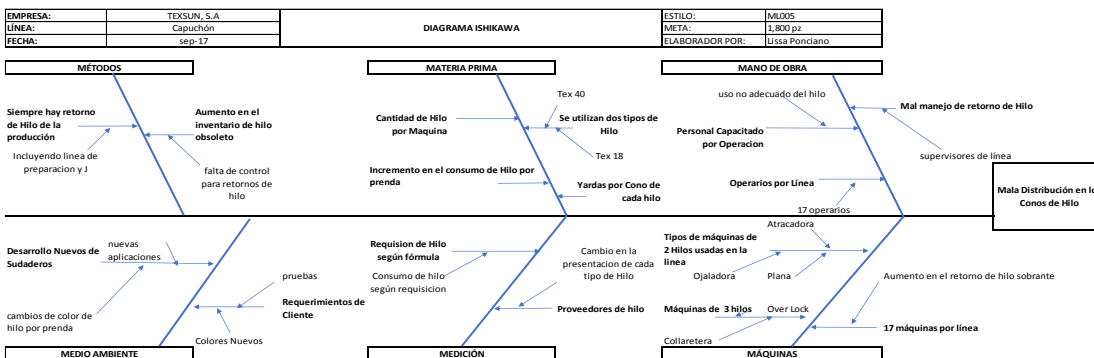 EMPRESA: TEXSUN, S.A
LÍNEA: Capuchón
FECHA: sep-17
DIAGRAMA ISHIKAWA
ESTILO: ML005
META: 1,800 pz
ELABORADOR POR: Lissa Ponciano
MÉTODOS
MATERIA PRIMA
MANO DE OBRA
Siempre hay retorno
de Hilo de la
producción
Incluyendo linea de
preparacion y J
Aumento en el
inventario de hilo
obsoleto
falta de control
para retornos de
hilo
Cantidad de Hilo
por Maquina
Tex 40
Se utilizan dos tipos de
Hilo
Tex 18
Incremento en el consumo de Hilo por
prenda
Yardas por Cono de
cada hilo
uso no adecuado del hilo
Personal Capacitado
por Operacion
Mal manejo de retorno de Hilo
supervisores de línea
Operarios por Línea
17 operarios
Mala Distribución en lo
Conos de Hilo
Desarrollo Nuevos de
Sudaderos
nuevas
aplicaciones
cambios de color de
hilo por prenda
pruebas
Requerimientos de
Cliente
Colores Nuevos
Requision de Hilo
según fórmula
Consumo de hilo
según requisicion
Cambio en la
presentacion de cada
tipo de Hilo
Proveedores de hilo
Atracadora
Tipos de máquinas de
2 Hilos usadas en la
linea
Ojaladora
Plana
Aumento en el retorno de hilo sobrante
Máquinas de 3 hilos
Over Lock
Collaretera
17 máquinas por línea
MEDIO AMBIENTE
MEDICIÓN
MÁQUINAS